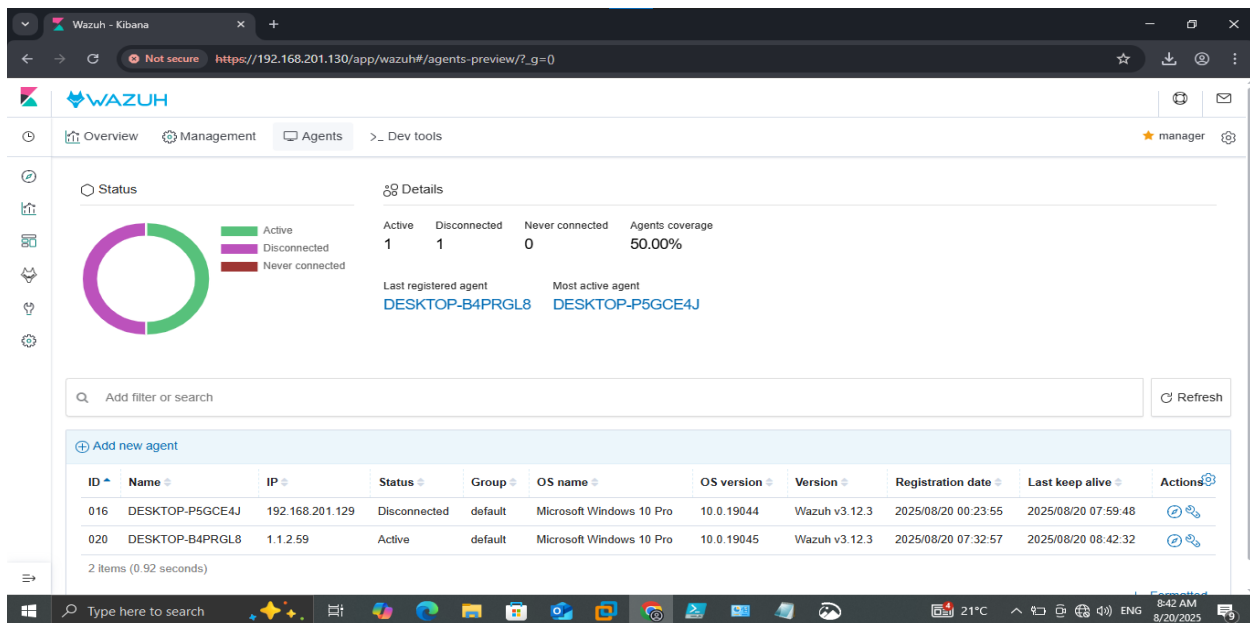 Wazuh - Kibana
Not secure https://192.168.201.130/app/wazuh#/agents-preview/?_g=()
WAZUH
Overview Management Agents >_ Dev tools manager
Status Details
Active
Disconnected
Never connected
Active Disconnected Never connected Agents coverage
1 1 0 50.00%
Last registered agent Most active agent
DESKTOP-B4PRGL8 DESKTOP-P5GCE4J
Add filter or search Refresh
Add new agent
ID Name IP Status Group OS name OS version Version Registration date Last keep alive Actions
016 DESKTOP-P5GCE4J 192.168.201.129 Disconnected default Microsoft Windows 10 Pro 10.0.19044 Wazuh v3.12.3 2025/08/20 00:23:55 2025/08/20 07:59:48
020 DESKTOP-B4PRGL8 1.1.2.59 Active default Microsoft Windows 10 Pro 10.0.19045 Wazuh v3.12.3 2025/08/20 07:32:57 2025/08/20 08:42:32
2 items (0.92 seconds)
Formatted
Type here to search 4 21°C ENG 8:42 AM
8/20/2025 9